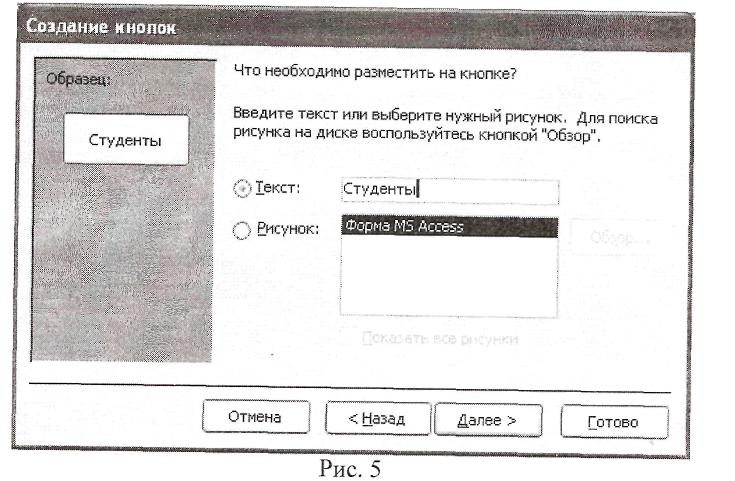 Создание кнопок
Образец:
Студенты
Что необходимо разместить на кнопке?
Введите текст или выберите нужный рисунок. Для поиска
рисунка на диске воспользуйтесь кнопкой "Обзор".
Текст:
Студенты
Рисунок:
Форма MS Access
Обзор...
Показать все рисунки
Отмена
< Назад
Далее >
Готово
Рис. 5